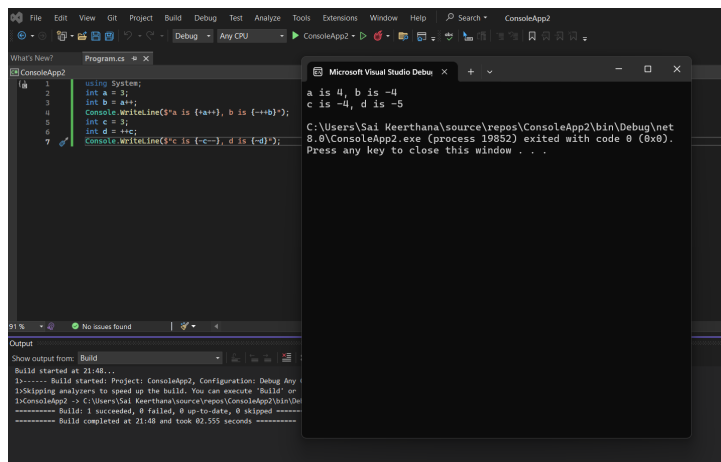 File Edit View Git Project Build Debug Test Analyze Tools Extensions Window Help Search ConsoleApp2
Debug Any CPU ConsoleApp2
What's New? Program.cs
ConsoleApp2
1 using System;
2 int a = 3;
3 int b = a++;
4 Console.WriteLine($"a is {+a++}, b is {-++b}");
5 int c = 3;
6 int d = ++c;
7 Console.WriteLine($"c is {-c--}, d is {~d}");
Microsoft Visual Studio Debu
a is 4, b is -4
c is -4, d is -5
C:\Users\Sai Keerthana\source\repos\ConsoleApp2\bin\Debug\net
8.0\ConsoleApp2.exe (process 19852) exited with code 0 (0x0).
Press any key to close this window . . .
91 % No issues found
Output
Show output from: Build
Build started at 21:48...
1>------ Build started: Project: ConsoleApp2, Configuration: Debug Any
1>Skipping analyzers to speed up the build. You can execute 'Build' or
1>ConsoleApp2 -> C:\Users\Sai Keerthana\source\repos\ConsoleApp2\bin\De
========== Build: 1 succeeded, 0 failed, 0 up-to-date, 0 skipped =====
========== Build completed at 21:48 and took 02.555 seconds ==========